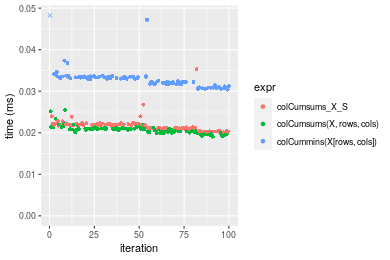 0.05
0.04
0.03
0.02
0.01
0.00
time (ms)
0
25
50
75
100
iteration
expr
colCumsums_X_S
colCumsums(X, rows, cols)
colCummins(X[rows, cols])